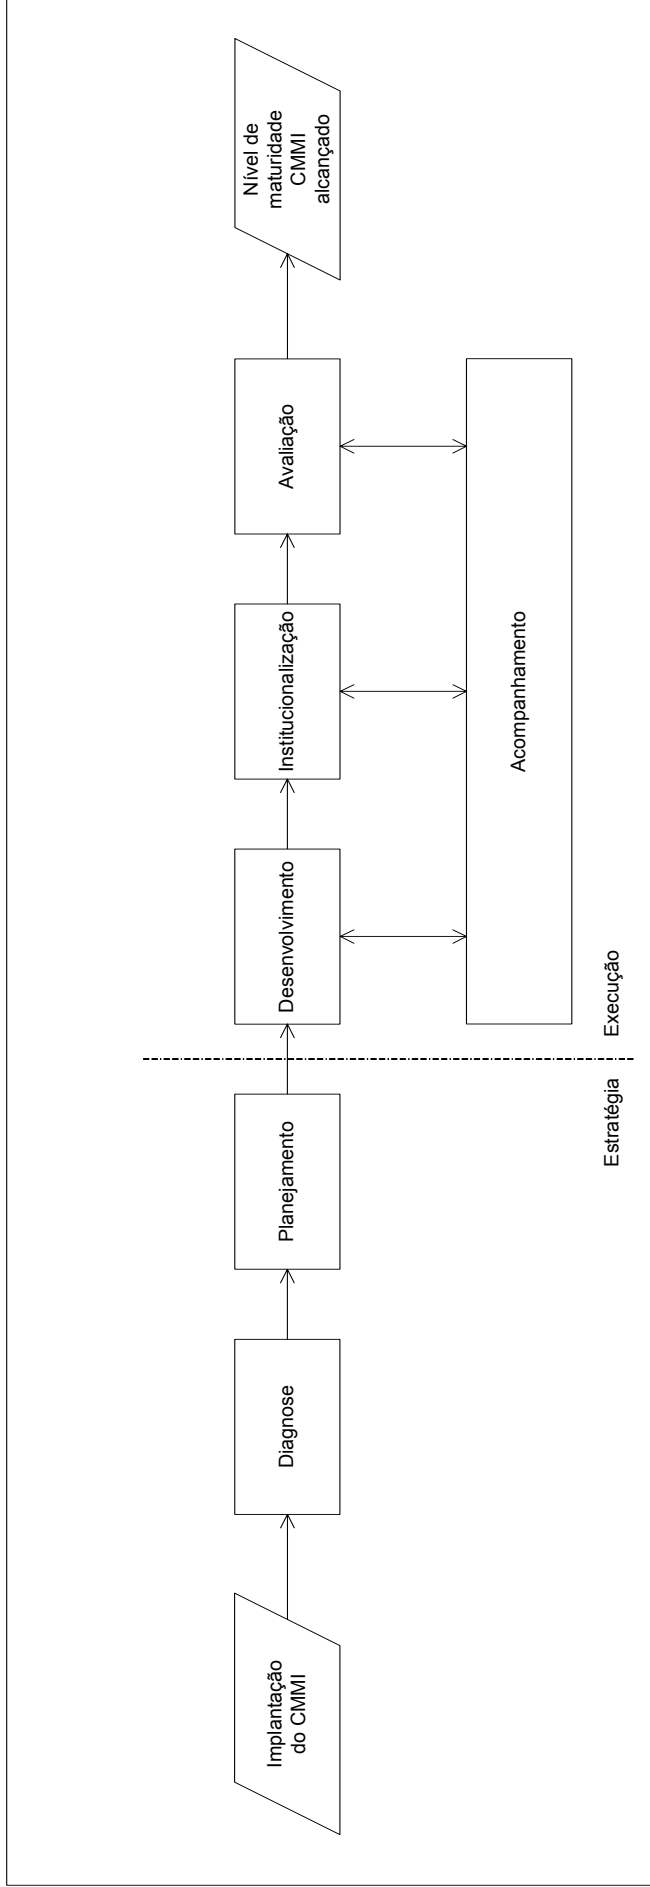 Implantação
do CMMI
Diagnose
Planejamento
Desenvolvimento
Institucionalização
Avaliação
Nível de
maturidade
CMMI
alcançado
Acompanhamento
Estratégia
Execução